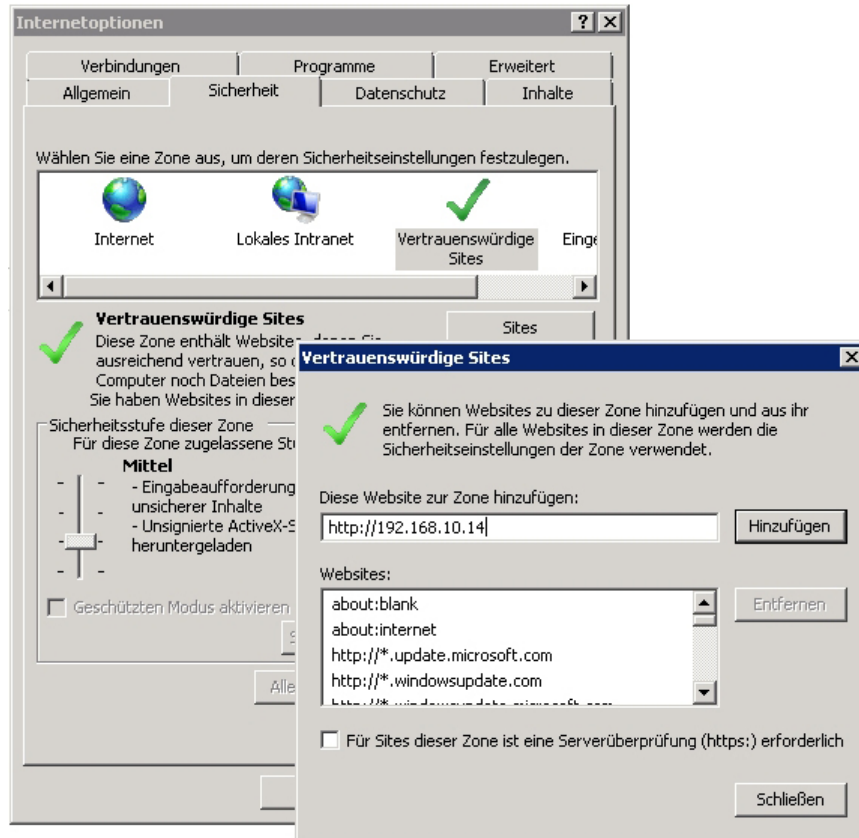 Internetoptionen
Verbindungen Programme Erweitert
Allgemein Sicherheit Datenschutz Inhalte
Wählen Sie eine Zone aus, um deren Sicherheitseinstellungen festzulegen.
Internet
Lokales Intranet
Vertrauenswürdige
Sites
Vertrauenswürdige Sites
Diese Zone enthält Websites, denen Sie
ausreichend vertrauen, so
Computer noch Dateien
Sie haben Websites in dieser
Sites
Sicherheitsstufe dieser Zone
Für diese Zone zugelassene
Mittel
- Eingabeaufforderung
unsicherer Inhalte
- Unsignierte
heruntergeladen
Geschützten Modus aktivieren
Vertrauenswürdige Sites
Sie können Websites zu dieser Zone hinzufügen und aus ihr
entfernen. Für alle Websites in dieser Zone werden die
Sicherheitseinstellungen der Zone verwendet.
Diese Website zur Zone hinzufügen:
http://192.168.10.14
Hinzufügen
Websites:
about:blank
about:internet
http://*.update.microsoft.com
http://*.windowsupdate.com
Entfernen
Für Sites dieser Zone ist eine Serverüberprüfung (https:) erforderlich
Schließen